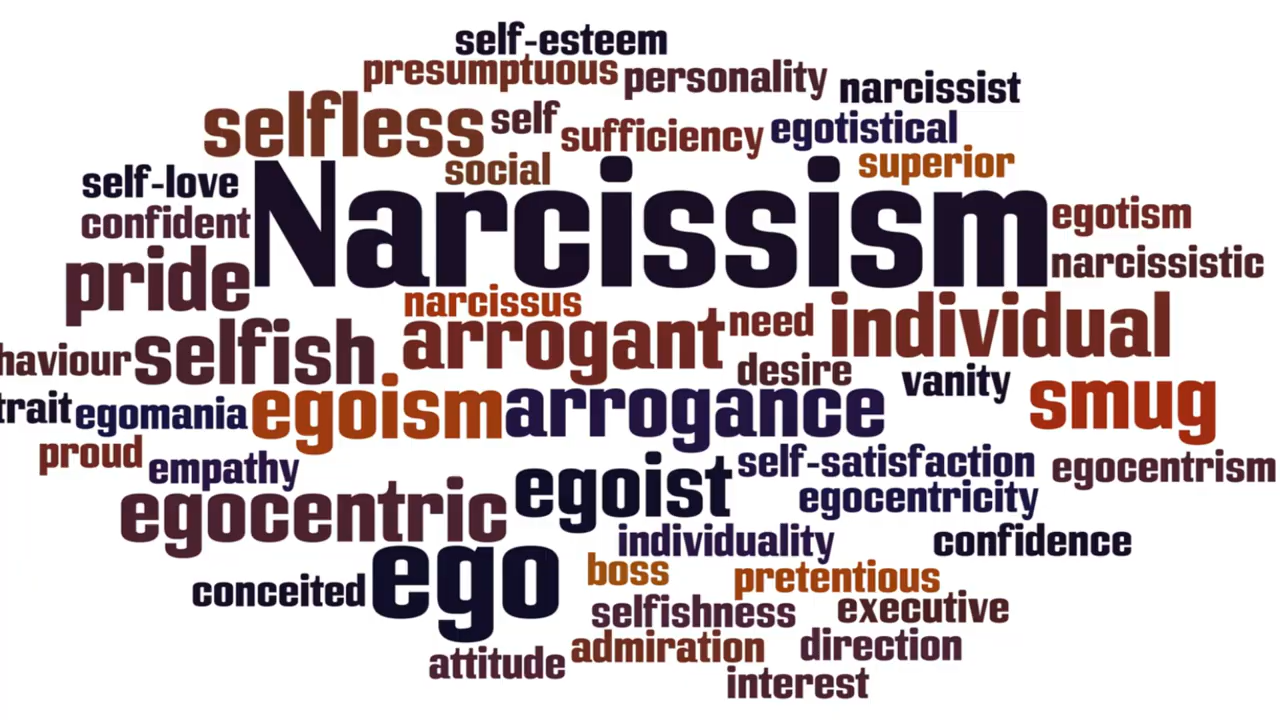 self-esteem
presumptuous personality narcissist
selfless self sufficiency egotistical
social superior
self-love Narcissism egotism
confident narcissistic
pride
narcissus
arrogant need individual
haviour selfish desire vanity
trait egomania egoism arrogance smug
proud empathy self-satisfaction egocentrism
egocentric egoist egocentricity
individuality confidence
conceited ego boss pretentious
selfishness executive
attitude admiration direction
interest